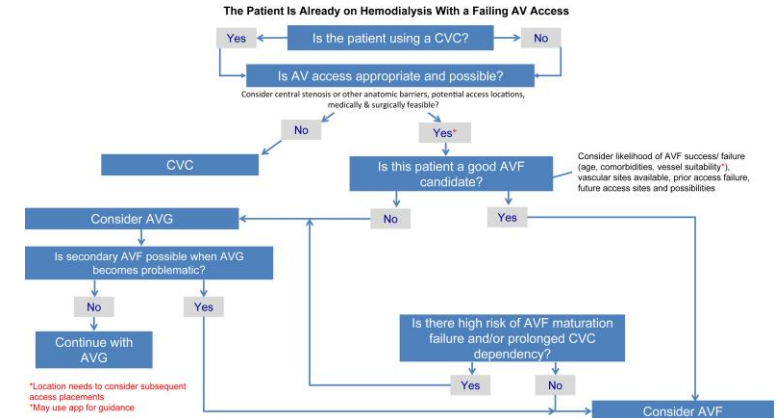 The Patient Is Already on Hemodialysis With a Failing AV Access
Yes
Is the patient using a CVC?
No
Is AV access appropriate and possible?
Consider central stenosis or other anatomic barriers, potential access locations,
medically & surgically feasible?
No
Yes*
CVC
Is this patient a good AVF
candidate?
Consider likelihood of AVF success/ failure
(age, comorbidities, vessel suitability*),
vascular sites available, prior access failure,
future access sites and possibilities
Consider AVG
No
Yes
Is secondary AVF possible when AVG
becomes problematic?
No
Yes
Is there high risk of AVF maturation
failure and/or prolonged CVC
dependency?
Continue with
AVG
Yes
No
*Location needs to consider subsequent
access placements
*May use app for guidance
Consider AVF